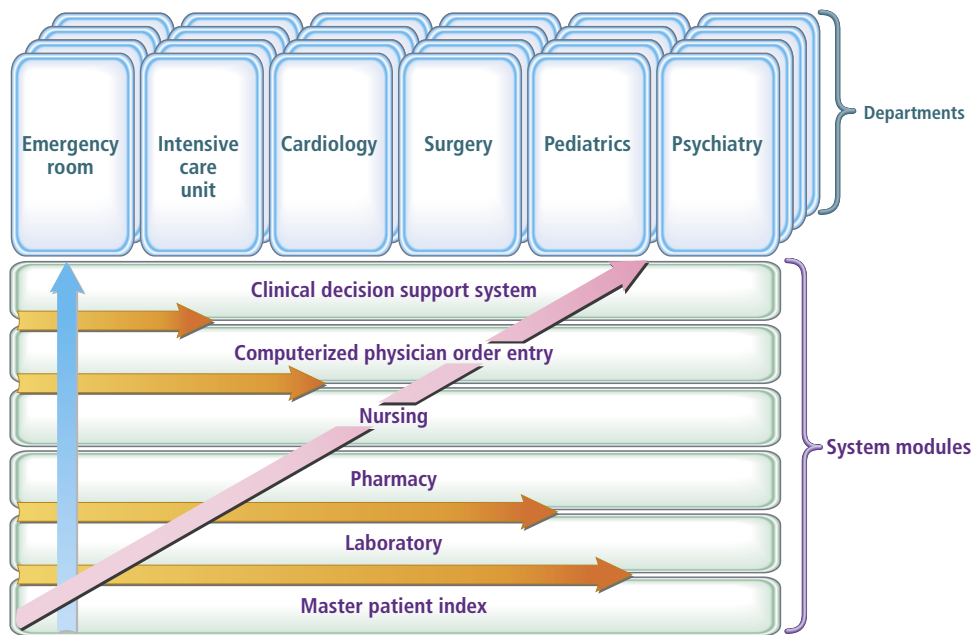 Emergency
room
Intensive
care
unit
Cardiology
Surgery
Pediatrics
Psychiatry
Departments
Clinical decision support system
Computerized physician order entry
Nursing
Pharmacy
Laboratory
Master patient index
System modules